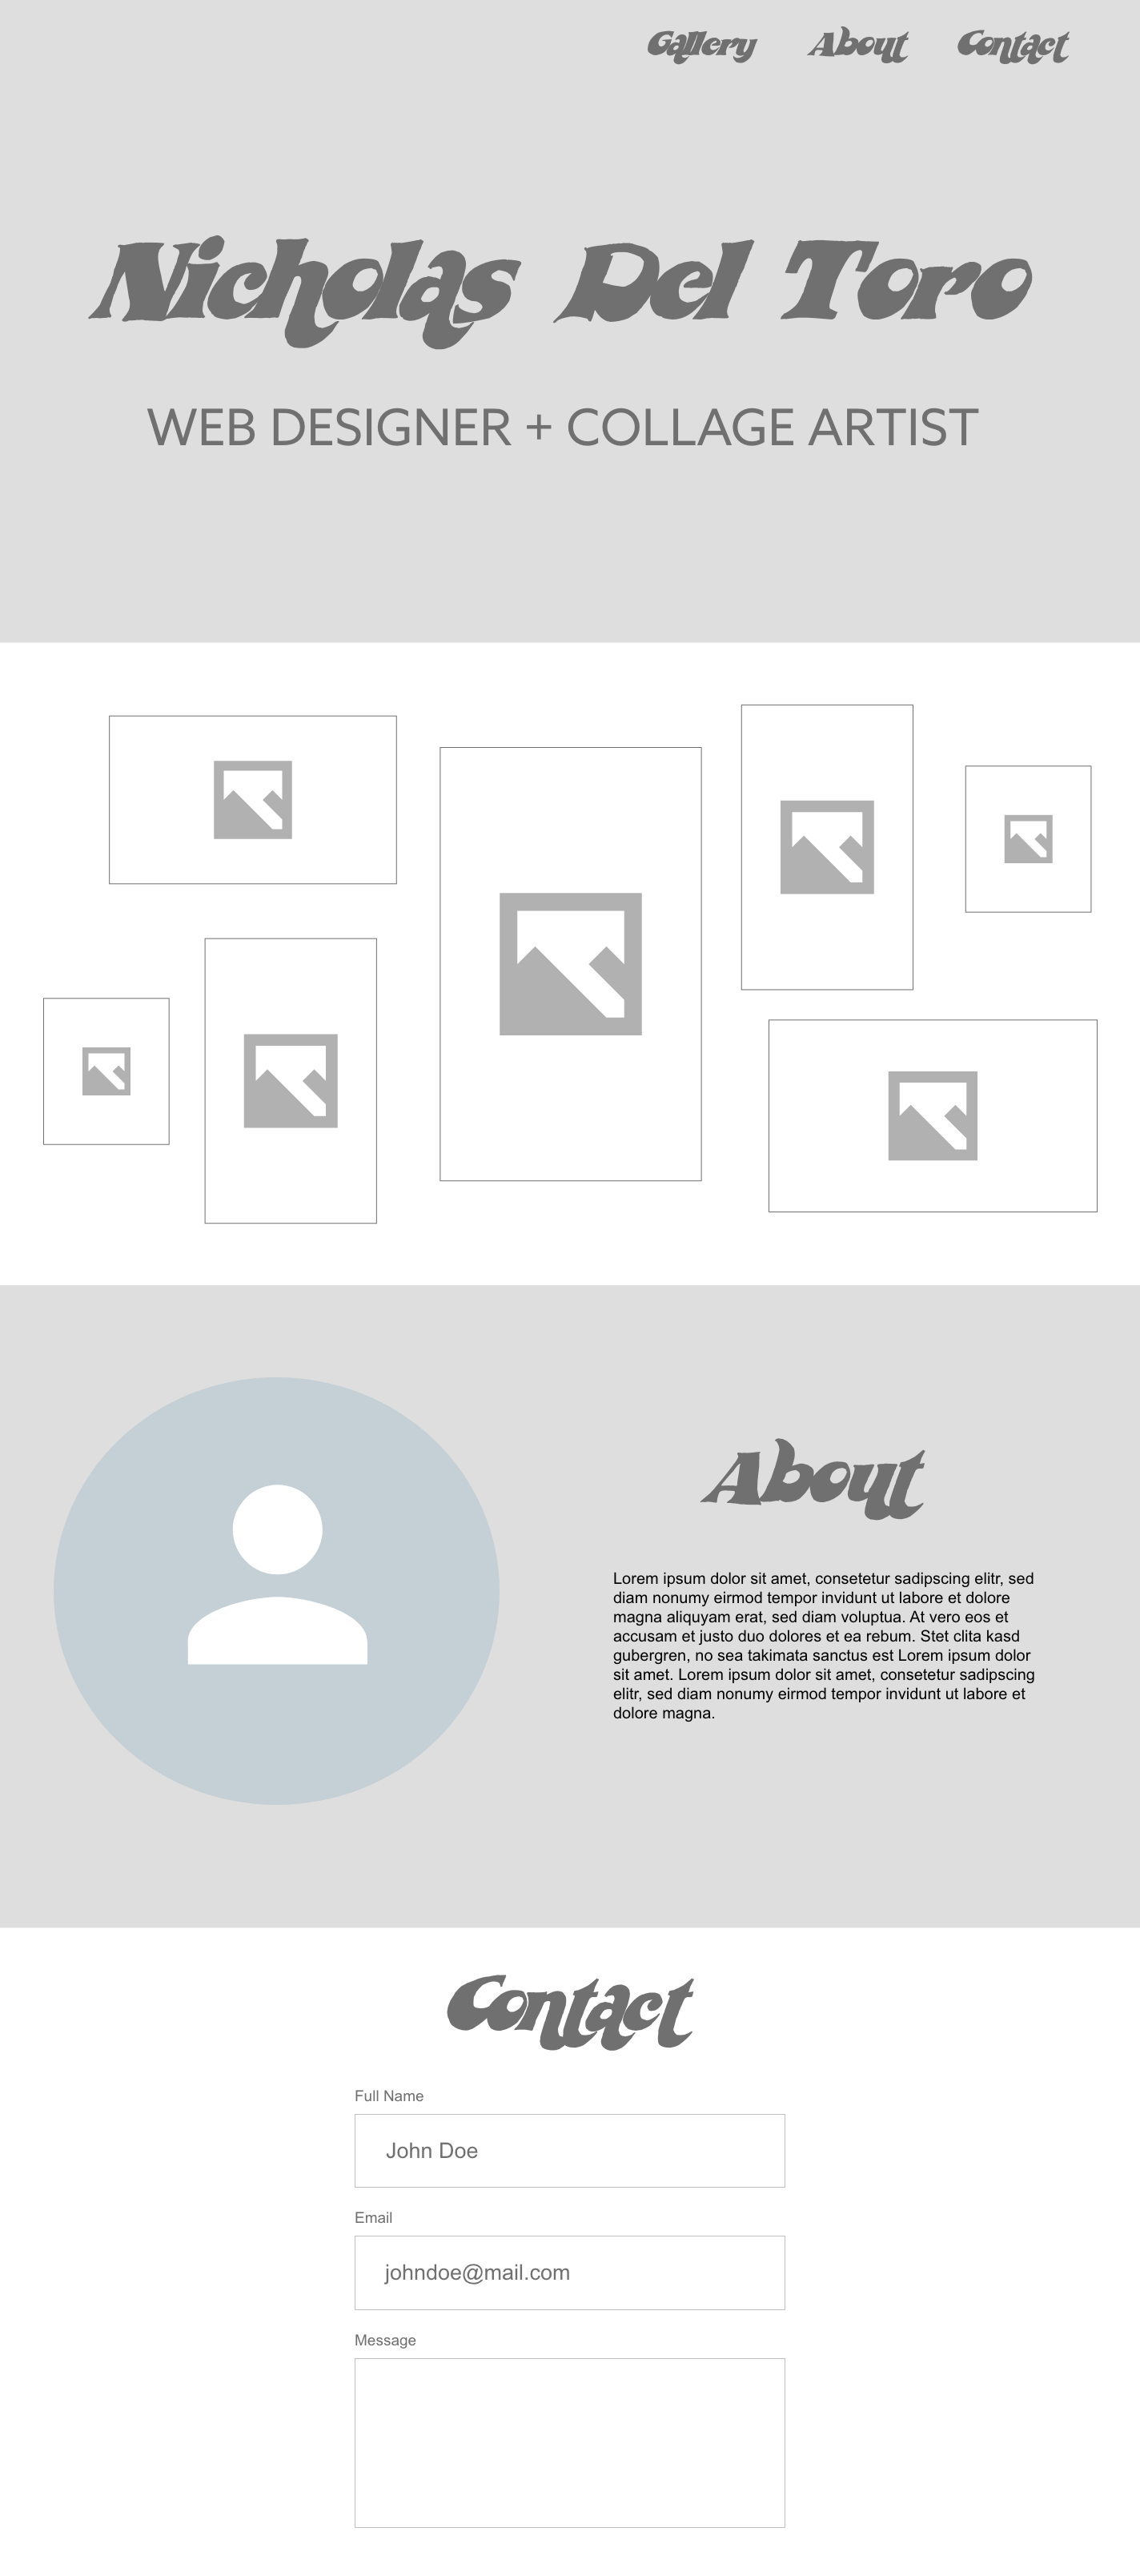 Gallery About Contact
Nicholas Del Toro
WEB DESIGNER + COLLAGE ARTIST
About
Lorem ipsum dolor sit amet, consetetur sadipscing elitr, sed
diam nonumy eirmod tempor invidunt ut labore et dolore
magna aliquyam erat, sed diam voluptua. At vero eos et
accusam et justo duo dolores et ea rebum. Stet clita kasd
gubergren, no sea takimata sanctus est Lorem ipsum dolor
sit amet. Lorem ipsum dolor sit amet, consetetur sadipscing
elitr, sed diam nonumy eirmod tempor invidunt ut labore et
dolore magna.
Contact
Full Name
John Doe
Email
johndoe@mail.com
Message